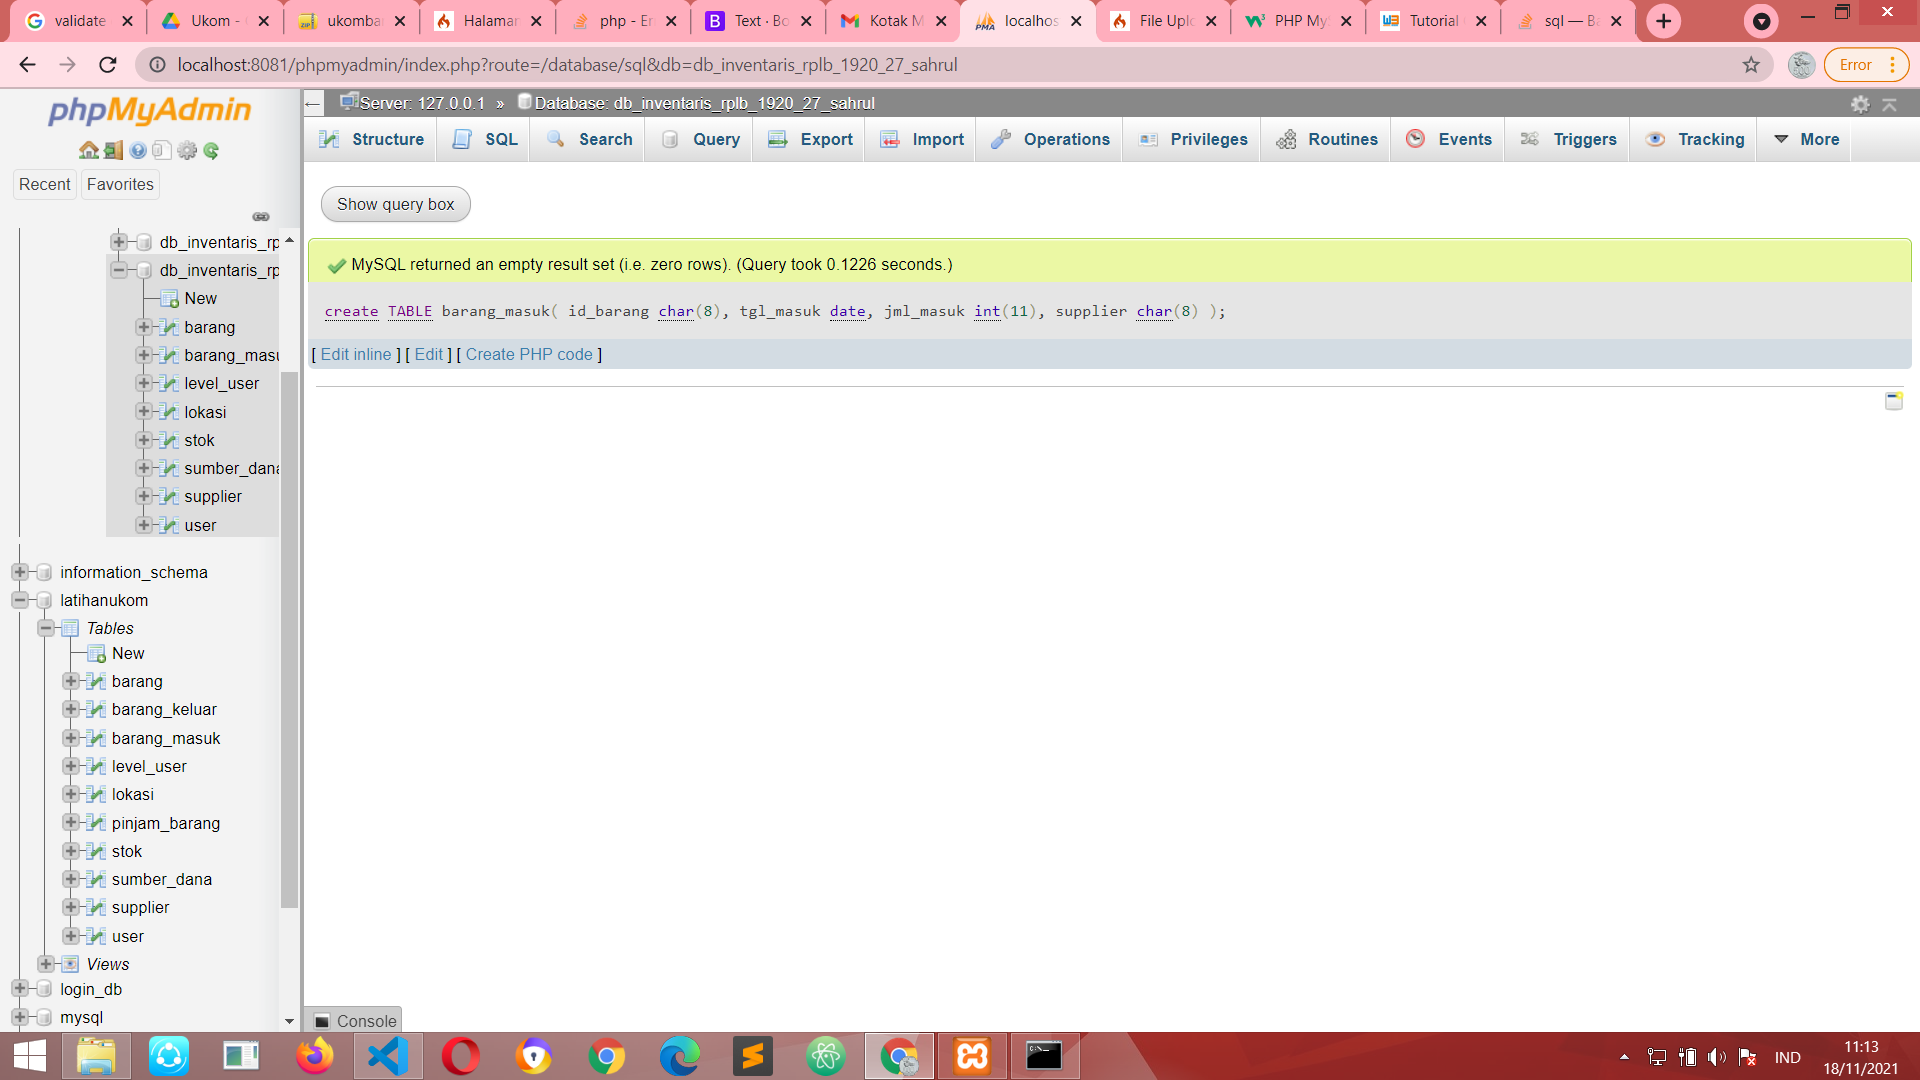 validate
Ukom -
ukomba
Halaman
php - Er
Text · Bo
Kotak M
localhos
File Uplo
PHP My
Tutorial
sql — Ba
localhost:8081/phpmyadmin/index.php?route=/database/sql&db=db_inventaris_rplb_1920_27_sahrul
Error
phpMyAdmin
Recent
Favorites
db_inventaris_rp
db_inventaris_rp
New
barang
barang_masu
level_user
lokasi
stok
sumber_dana
supplier
user
information_schema
latihanukom
Tables
New
barang
barang_keluar
barang_masuk
level_user
lokasi
pinjam_barang
stok
sumber_dana
supplier
user
Views
login_db
mysql
Server: 127.0.0.1 » Database: db_inventaris_rplb_1920_27_sahrul
Structure
SQL
Search
Query
Export
Import
Operations
Privileges
Routines
Events
Triggers
Tracking
More
Show query box
MySQL returned an empty result set (i.e. zero rows). (Query took 0.1226 seconds.)
create TABLE barang_masuk( id_barang char(8), tgl_masuk date, jml_masuk int(11), supplier char(8) );
[ Edit inline ] [ Edit ] [ Create PHP code ]
Console
IND
11:13
18/11/2021